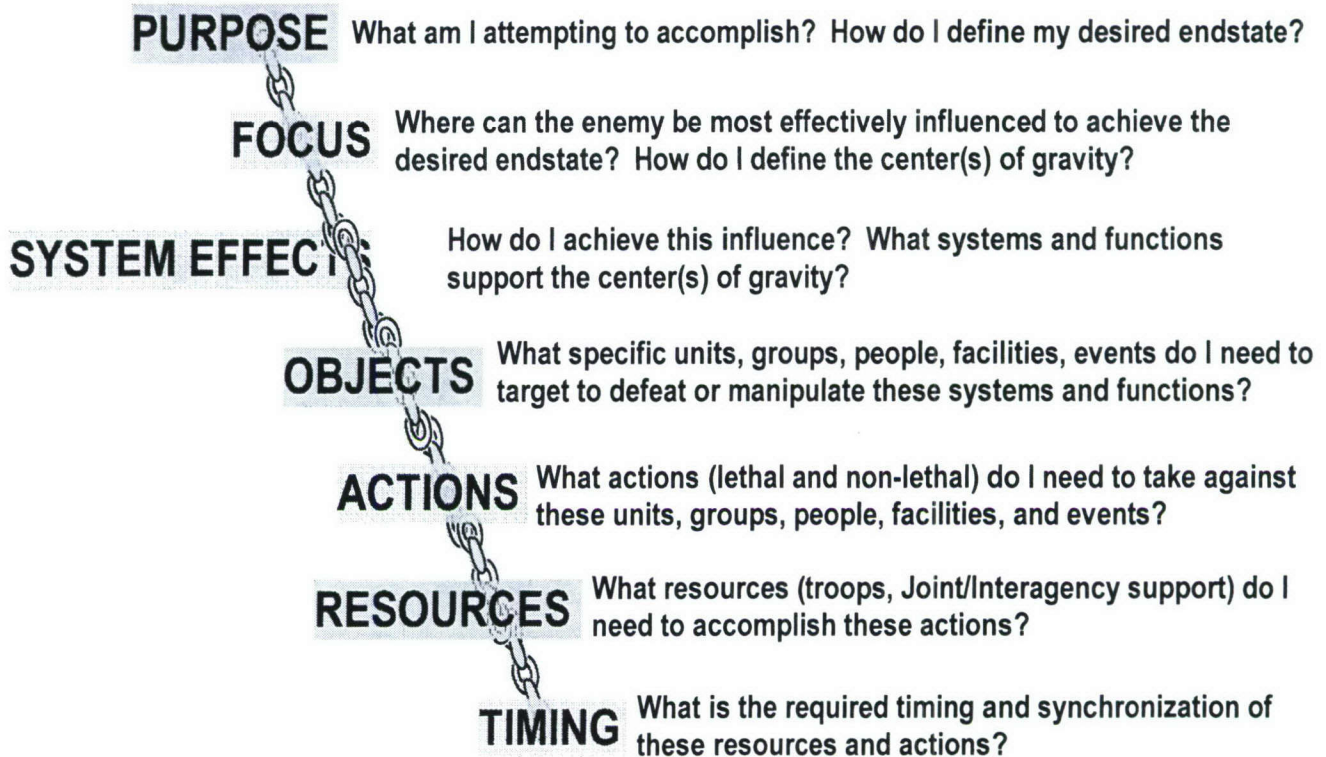 PURPOSE What am I attempting to accomplish? How do I define my desired endstate?
FOCUS Where can the enemy be most effectively influenced to achieve the
desired endstate? How do I define the center(s) of gravity?
SYSTEM EFFECTS How do I achieve this influence? What systems and functions
support the center(s) of gravity?
OBJECTS What specific units, groups, people, facilities, events do I need to
target to defeat or manipulate these systems and functions?
ACTIONS What actions (lethal and non-lethal) do I need to take against
these units, groups, people, facilities, and events?
RESOURCES What resources (troops, Joint/Interagency support) do I
need to accomplish these actions?
TIMING What is the required timing and synchronization of
these resources and actions?